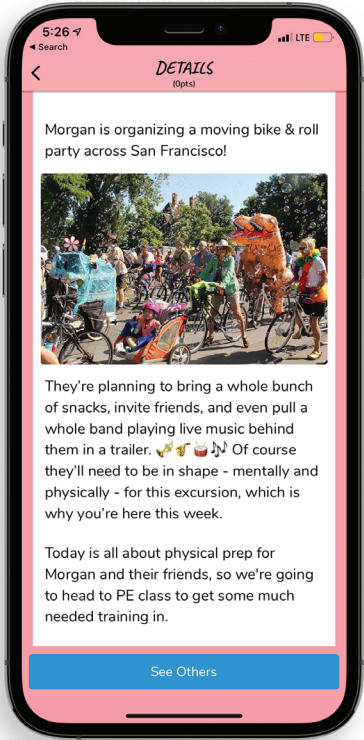 5:26
LTE
◀ Search
DETAILS
(0pts)
Morgan is organizing a moving bike & roll
party across San Francisco!
They're planning to bring a whole bunch
of snacks, invite friends, and even pull a
whole band playing live music behind
them in a trailer. 🎺🎷🥁🎶 Of course
they'll need to be in shape - mentally and
physically - for this excursion, which is
why you're here this week.
Today is all about physical prep for
Morgan and their friends, so we're going
to head to PE class to get some much
needed training in.
See Others